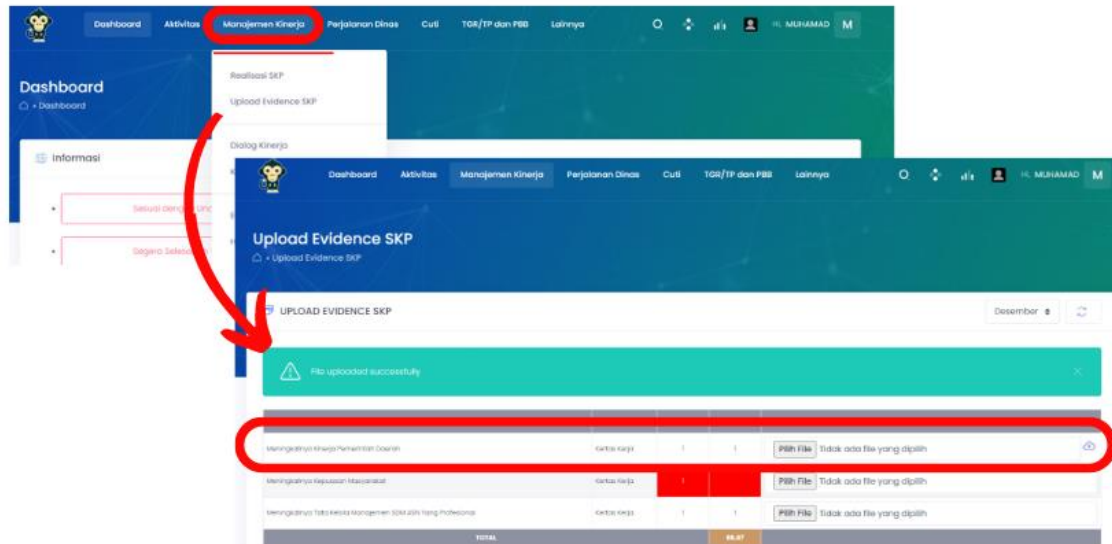 Dashboard Aktivitas Manajemen Kinerja Perjalanan Dinas Cuti TGR/TP dan PBB Lainnya Hi, MUHAMAD M
Dashboard
• Dashboard
Realisasi SKP
Upload Evidence SKP
Dialog Kinerja
Informasi
Sesuai dengan
Segera
Dashboard Aktivitas Manajemen Kinerja Perjalanan Dinas Cuti TGR/TP dan PBB Lainnya Hi, MUHAMAD M
Upload Evidence SKP
• Upload Evidence SKP
UPLOAD EVIDENCE SKP Desember
File uploaded successfully
Meningkatnya Kinerja Pemerintah Daerah Kertas Kerja 1 1 Pilih File Tidak ada file yang dipilih
Meningkatnya Kepuasan Masyarakat Kertas Kerja 1 Pilih File Tidak ada file yang dipilih
Meningkatnya Tata Kelola Manajemen SDM ASN Yang Profesional Kertas Kerja 1 1 Pilih File Tidak ada file yang dipilih
TOTAL